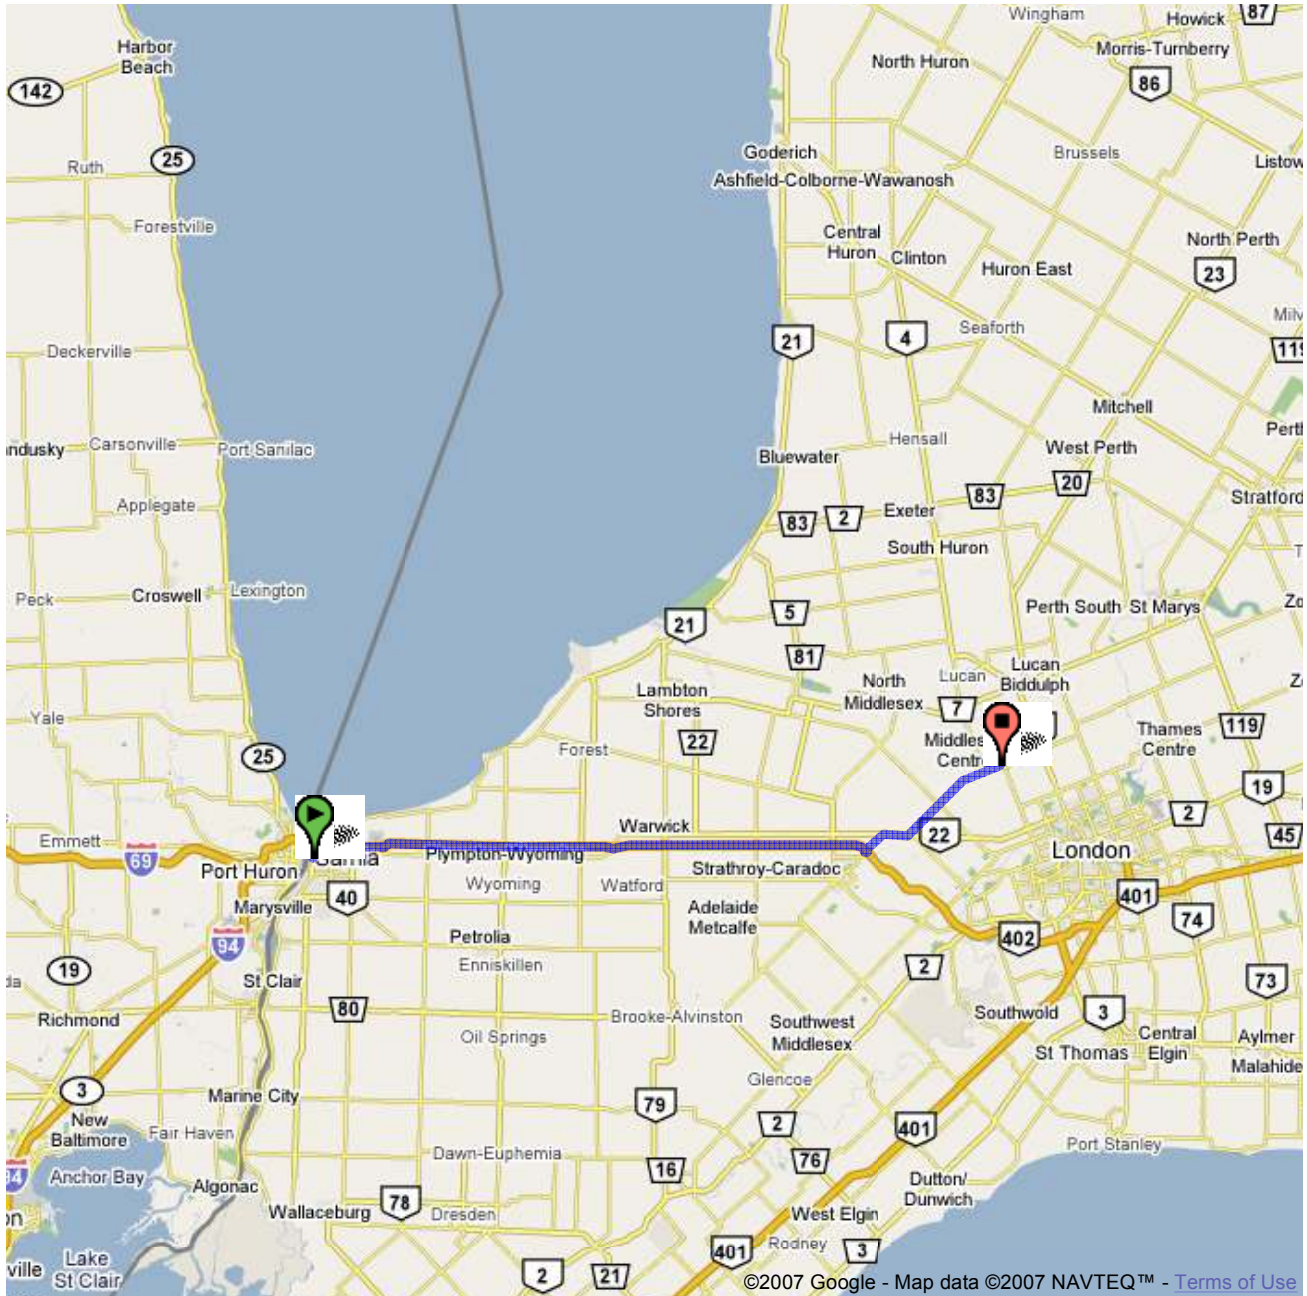 Wingham
87
Howick
Harbor
Beach
Morris-Turnberry
North Huron
142
86
25
Goderich
Brussels
Ruth
Ashfield-Colborne-Wawanosh
Forestville
Central
Huron
Clinton
North Perth
Huron East
23
Seaforth
21
4
Deckerville
119
Mitchell
Carsonville
Port Sanilac
Hensall
West Perth
Bluewater
20
83
Applegate
Stratford
83
2
Exeter
South Huron
Croswell
Lexington
Peck
5
Perth South
St Marys
21
81
Lucan
Biddulph
North
Middlesex
Lucan
Lambton
Shores
7
Yale
119
Thames
Centre
22
25
Forest
19
2
Warwick
22
45
Emmett
69
London
Port Huron
Plympton-Wyoming
Strathroy-Caradoc
Wyoming
Watford
40
401
Marysville
Adelaide
Metcalfe
74
94
Petrolia
402
Enniskillen
19
2
St Clair
73
80
Richmond
Brooke-Alvinston
Southwold
3
Southwest
Middlesex
Oil Springs
Central
Elgin
Aylmer
St Thomas
Malahide
Glencoe
3
Marine City
79
New
Baltimore
2
401
Fair Haven
Port Stanley
Dawn-Euphemia
76
16
Anchor Bay
Algonac
Dutton/
Dunwich
78
Wallaceburg
Dresden
West Elgin
Rodney
401
3
Lake
St Clair
2
21
©2007 Google - Map data ©2007 NAVTEQ™ - Terms of Use